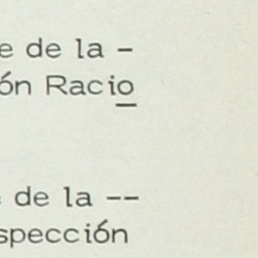 e de la -
ón Racio
de la --
spección